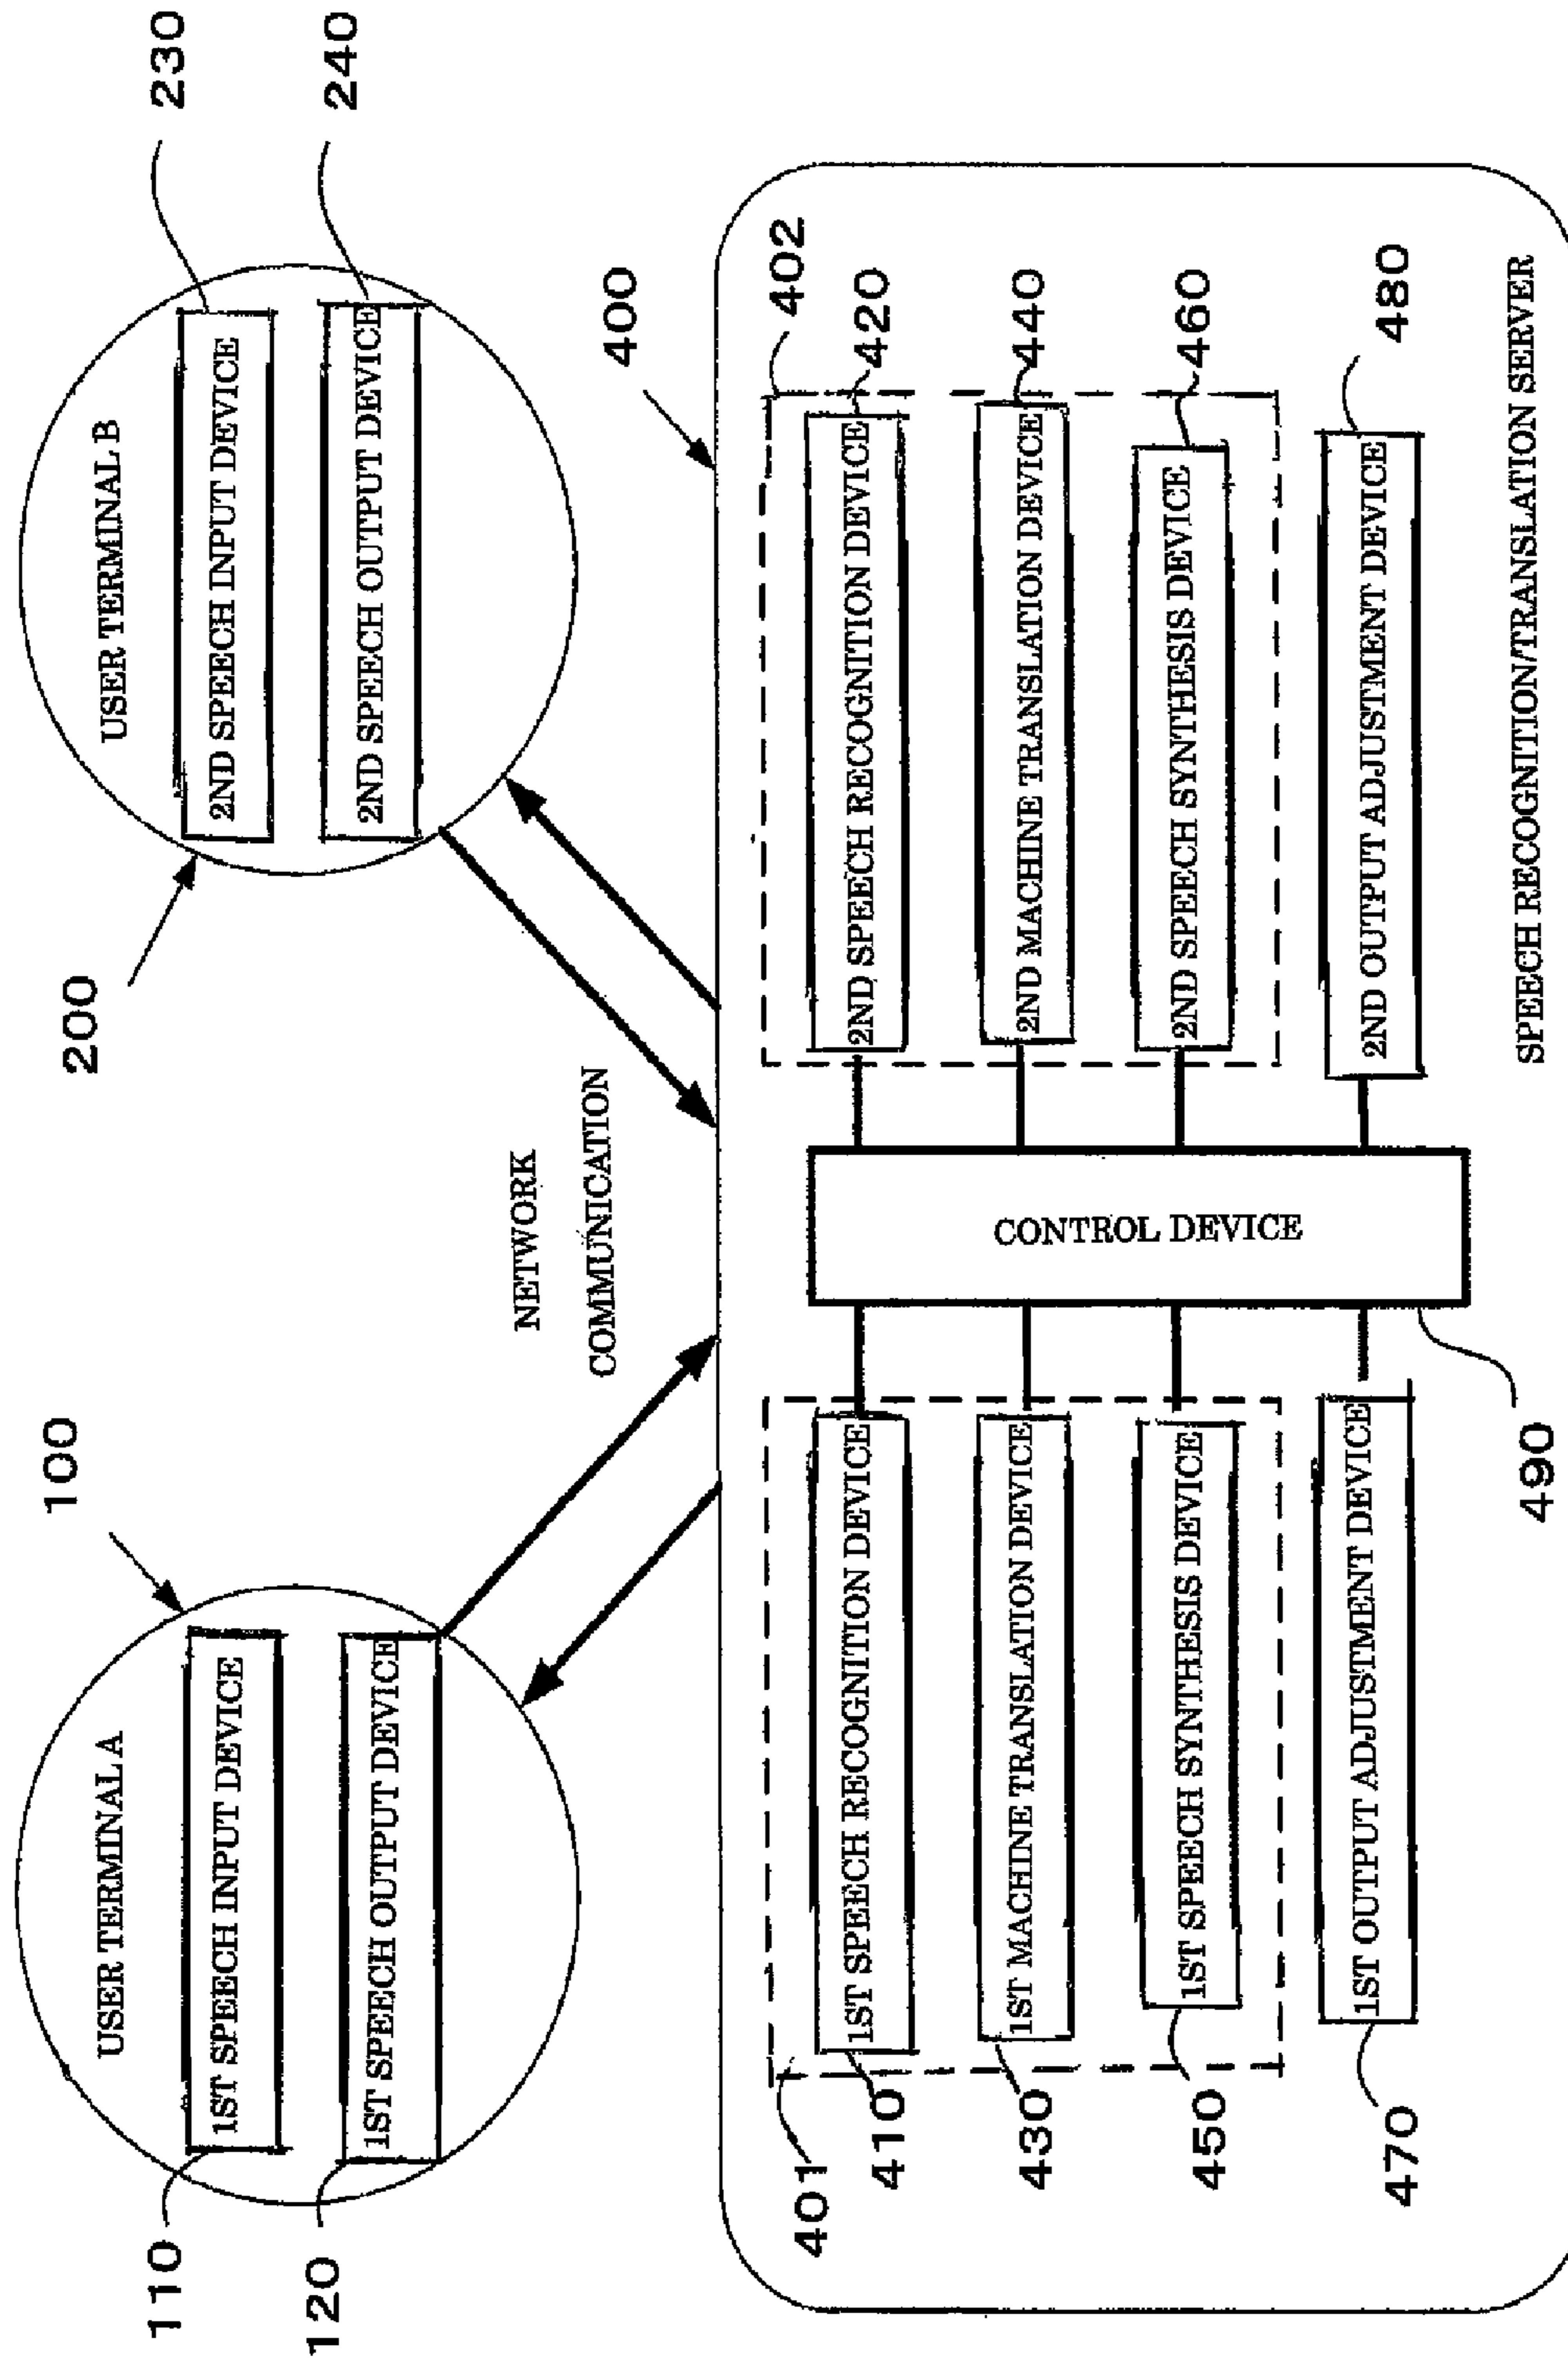 100
200
USER TERMINAL A
110
1ST SPEECH INPUT DEVICE
120
1ST SPEECH OUTPUT DEVICE
USER TERMINAL B
2ND SPEECH INPUT DEVICE
230
2ND SPEECH OUTPUT DEVICE
240
NETWORK
COMMUNICATION
400
401
402
410
1ST SPEECH RECOGNITION DEVICE
2ND SPEECH RECOGNITION DEVICE
420
430
1ST MACHINE TRANSLATION DEVICE
CONTROL DEVICE
2ND MACHINE TRANSLATION DEVICE
440
450
1ST SPEECH SYNTHESIS DEVICE
2ND SPEECH SYNTHESIS DEVICE
460
470
1ST OUTPUT ADJUSTMENT DEVICE
2ND OUTPUT ADJUSTMENT DEVICE
480
490
SPEECH RECOGNITION/TRANSLATION SERVER